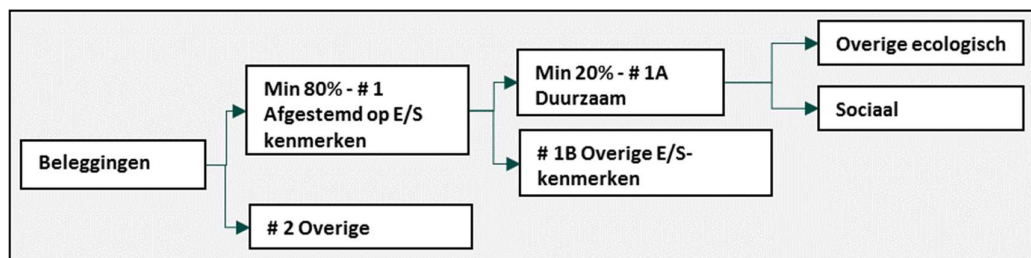 Beleggingen
Min 80% - # 1
Afgestemd op E/S
kenmerken
# 2 Overige
Min 20% - # 1A
Duurzaam
# 1B Overige E/S-
kenmerken
Overige ecologisch
Sociaal